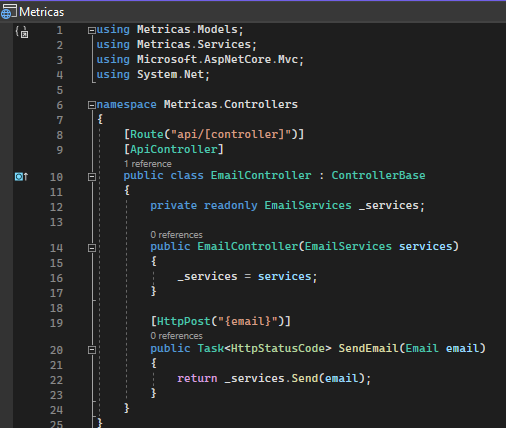 Metricas
1 using Metricas.Models;
2 using Metricas.Services;
3 using Microsoft.AspNetCore.Mvc;
4 using System.Net;
5
6 namespace Metricas.Controllers
7 {
8 [Route("api/[controller]")]
9 [ApiController]
1 reference
10 public class EmailController : ControllerBase
11 {
12 private readonly EmailServices _services;
13
0 references
14 public EmailController(EmailServices services)
15 {
16 _services = services;
17 }
18
19 [HttpPost("{email}")]
0 references
20 public Task<HttpStatusCode> SendEmail(Email email)
21 {
22 return _services.Send(email);
23 }
24 }
25 }